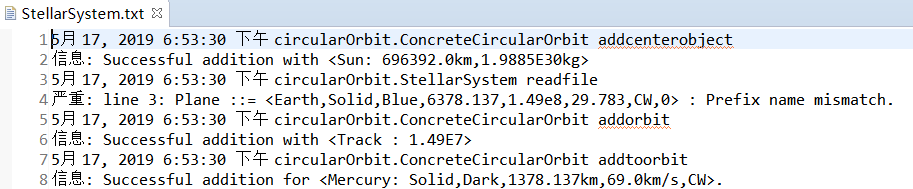 StellarSystem.txt
1 5月 17, 2019 6:53:30 下午 circularOrbit.ConcreteCircularOrbit addcenterobject
2 信息: Successful addition with <Sun: 696392.0km,1.9885E30kg>
3 5月 17, 2019 6:53:30 下午 circularOrbit.StellarSystem readfile
4 严重: line 3: Plane ::= <Earth,Solid,Blue,6378.137,1.49e8,29.783,CW,0> : Prefix name mismatch.
5 5月 17, 2019 6:53:30 下午 circularOrbit.ConcreteCircularOrbit addorbit
6 信息: Successful addition with <Track : 1.49E7>
7 5月 17, 2019 6:53:30 下午 circularOrbit.ConcreteCircularOrbit addtoorbit
8 信息: Successful addition for <Mercury: Solid,Dark,1378.137km,69.0km/s,CW>.